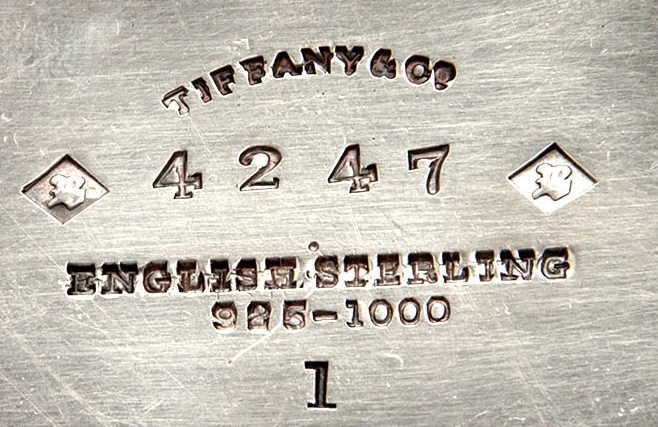 TIFFANY & Co
4247
ENGLISH STERLING
925-1000
1